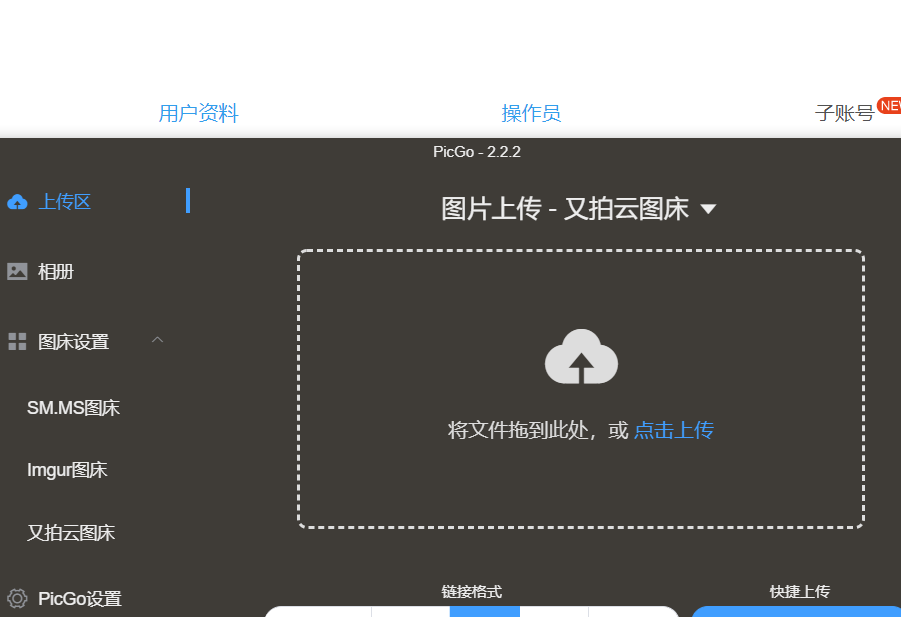 用户资料 操作员 子账号 NEW
PicGo - 2.2.2
上传区
图片上传 - 又拍云图床
相册
图床设置
SM.MS图床
将文件拖到此处，或 点击上传
Imgur图床
又拍云图床
链接格式 快捷上传
PicGo设置